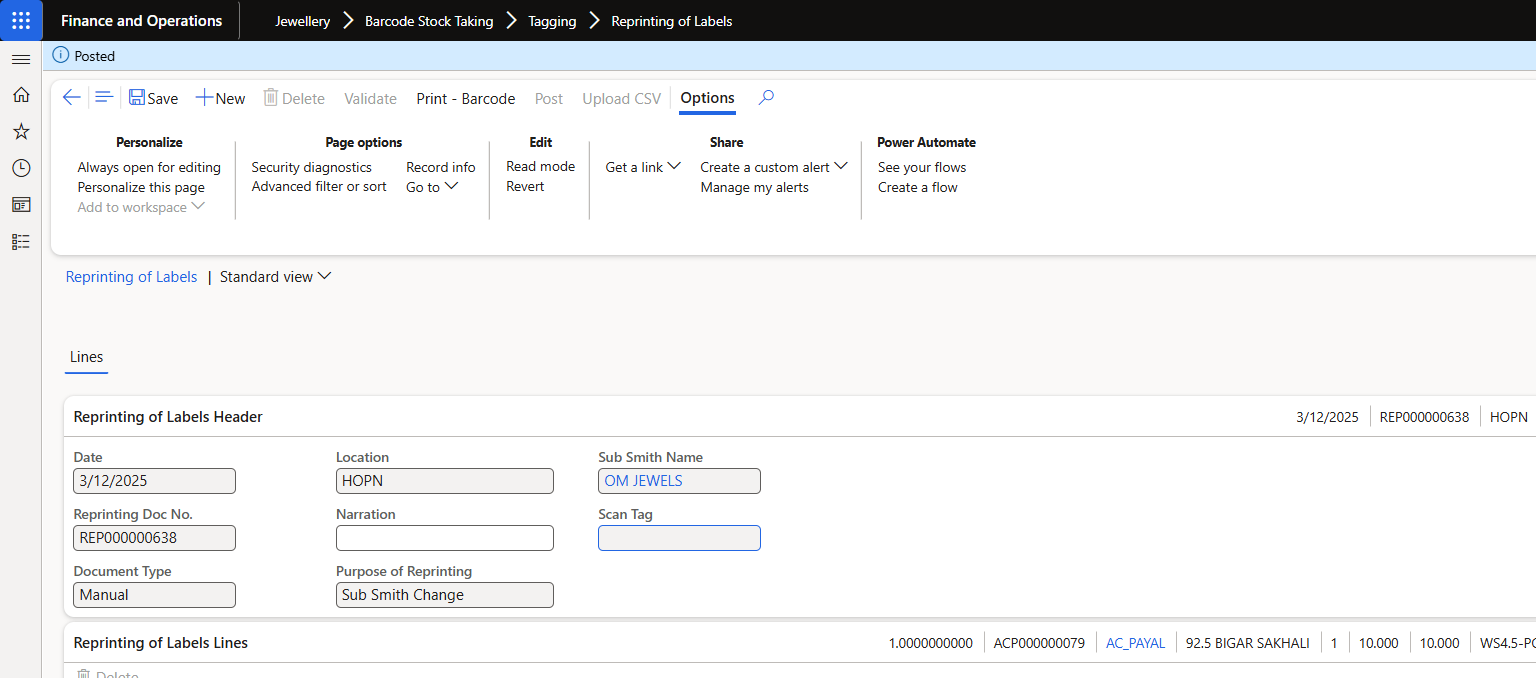 Finance and Operations Jewellery Barcode Stock Taking Tagging Reprinting of Labels
Posted
Save New Delete Validate Print - Barcode Post Upload CSV Options
Personalize Page options Edit Share Power Automate
Always open for editing Security diagnostics Record info Read mode Get a link Create a custom alert See your flows
Personalize this page Advanced filter or sort Go to Revert Manage my alerts Create a flow
Add to workspace
Reprinting of Labels | Standard view
Lines
Reprinting of Labels Header 3/12/2025 REP000000638 HOPN
Date Location Sub Smith Name
3/12/2025 HOPN OM JEWELS
Reprinting Doc No. Narration Scan Tag
REP000000638
Document Type Purpose of Reprinting
Manual Sub Smith Change
Reprinting of Labels Lines 1.0000000000 ACP000000079 AC_PAYAL 92.5 BIGAR SAKHALI 1 10.000 10.000 WS4.5-PC
Delete